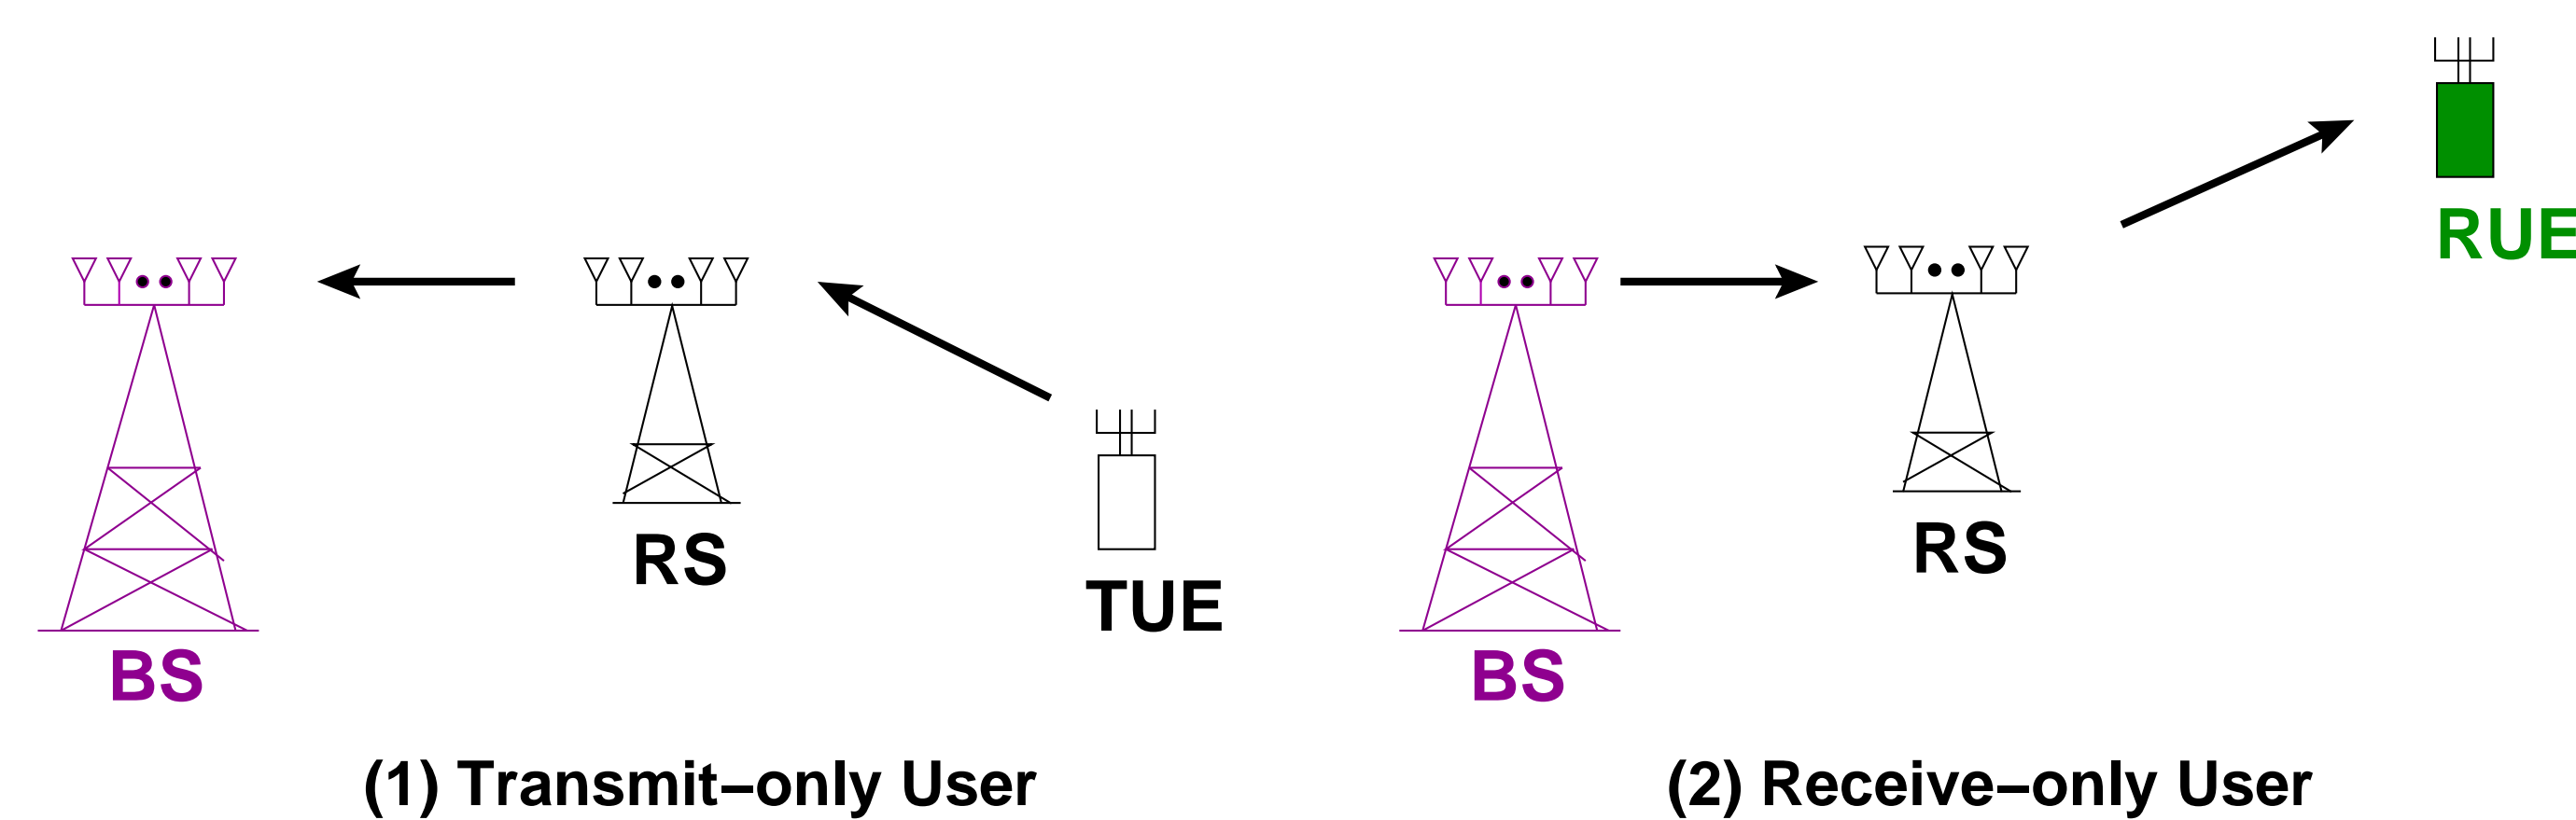 RUE
RS
RS
TUE
BS
BS
(1) Transmit–only User
(2) Receive–only User